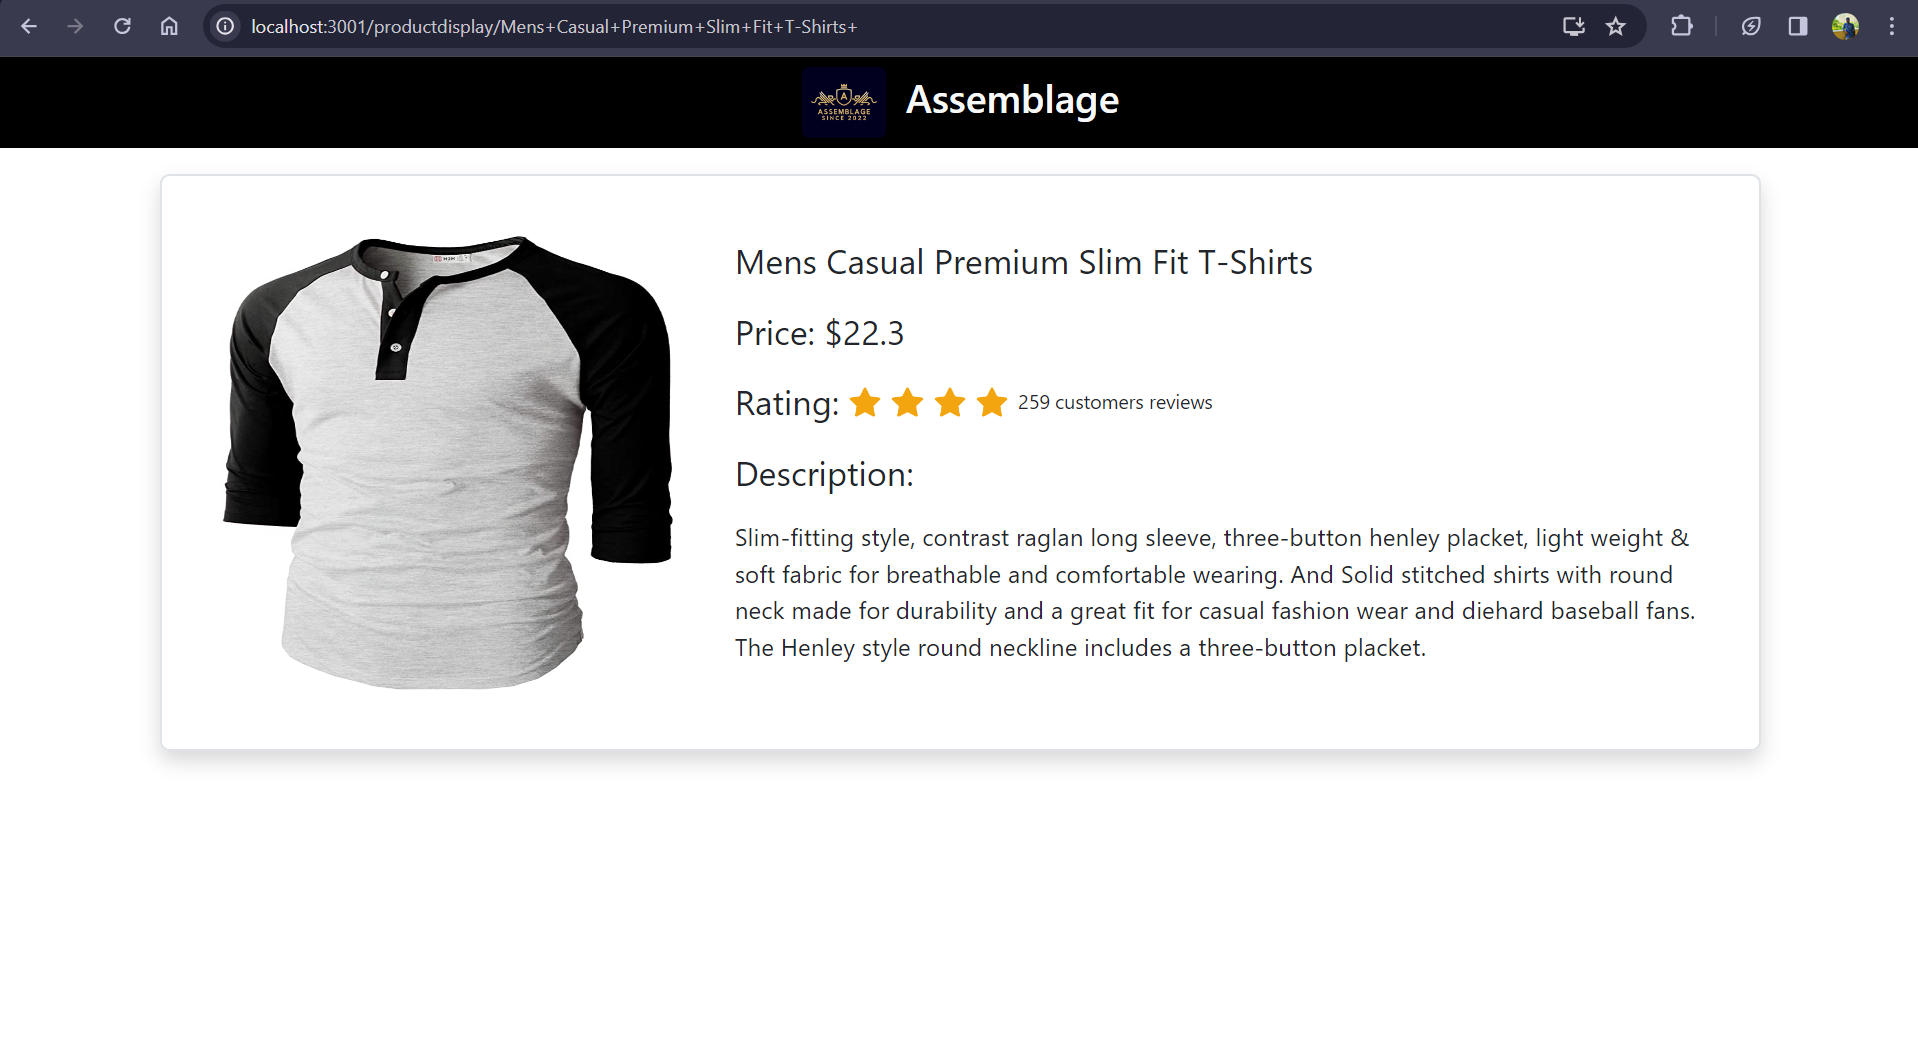 localhost:3001/productdisplay/Mens+Casual+Premium+Slim+Fit+T-Shirts+
ASSEMBLAGE
SINCE 2022
Assemblage
Mens Casual Premium Slim Fit T-Shirts
Price: $22.3
Rating: 259 customers reviews
Description:
Slim-fitting style, contrast raglan long sleeve, three-button henley placket, light weight &
soft fabric for breathable and comfortable wearing. And Solid stitched shirts with round
neck made for durability and a great fit for casual fashion wear and diehard baseball fans.
The Henley style round neckline includes a three-button placket.